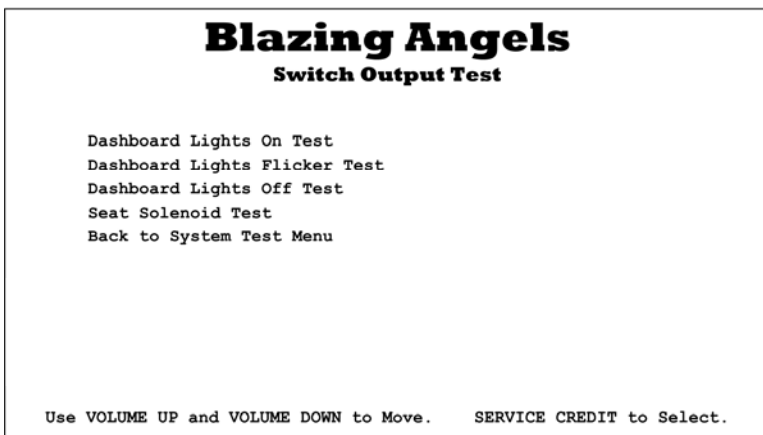 Blazing Angels
Switch Output Test
Dashboard Lights On Test
Dashboard Lights Flicker Test
Dashboard Lights Off Test
Seat Solenoid Test
Back to System Test Menu
Use VOLUME UP and VOLUME DOWN to Move. SERVICE CREDIT to Select.